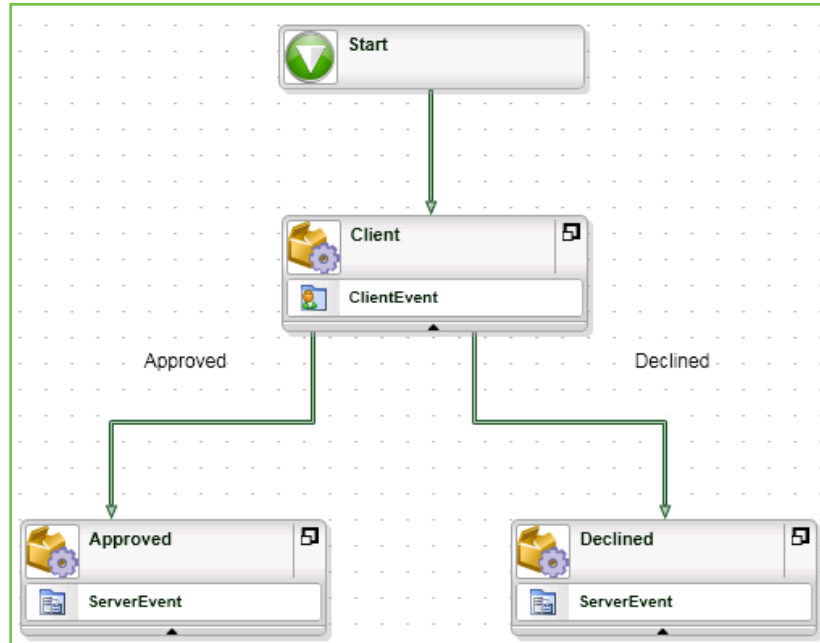 Start
Client
ClientEvent
Approved
Declined
Approved
Declined
ServerEvent
ServerEvent